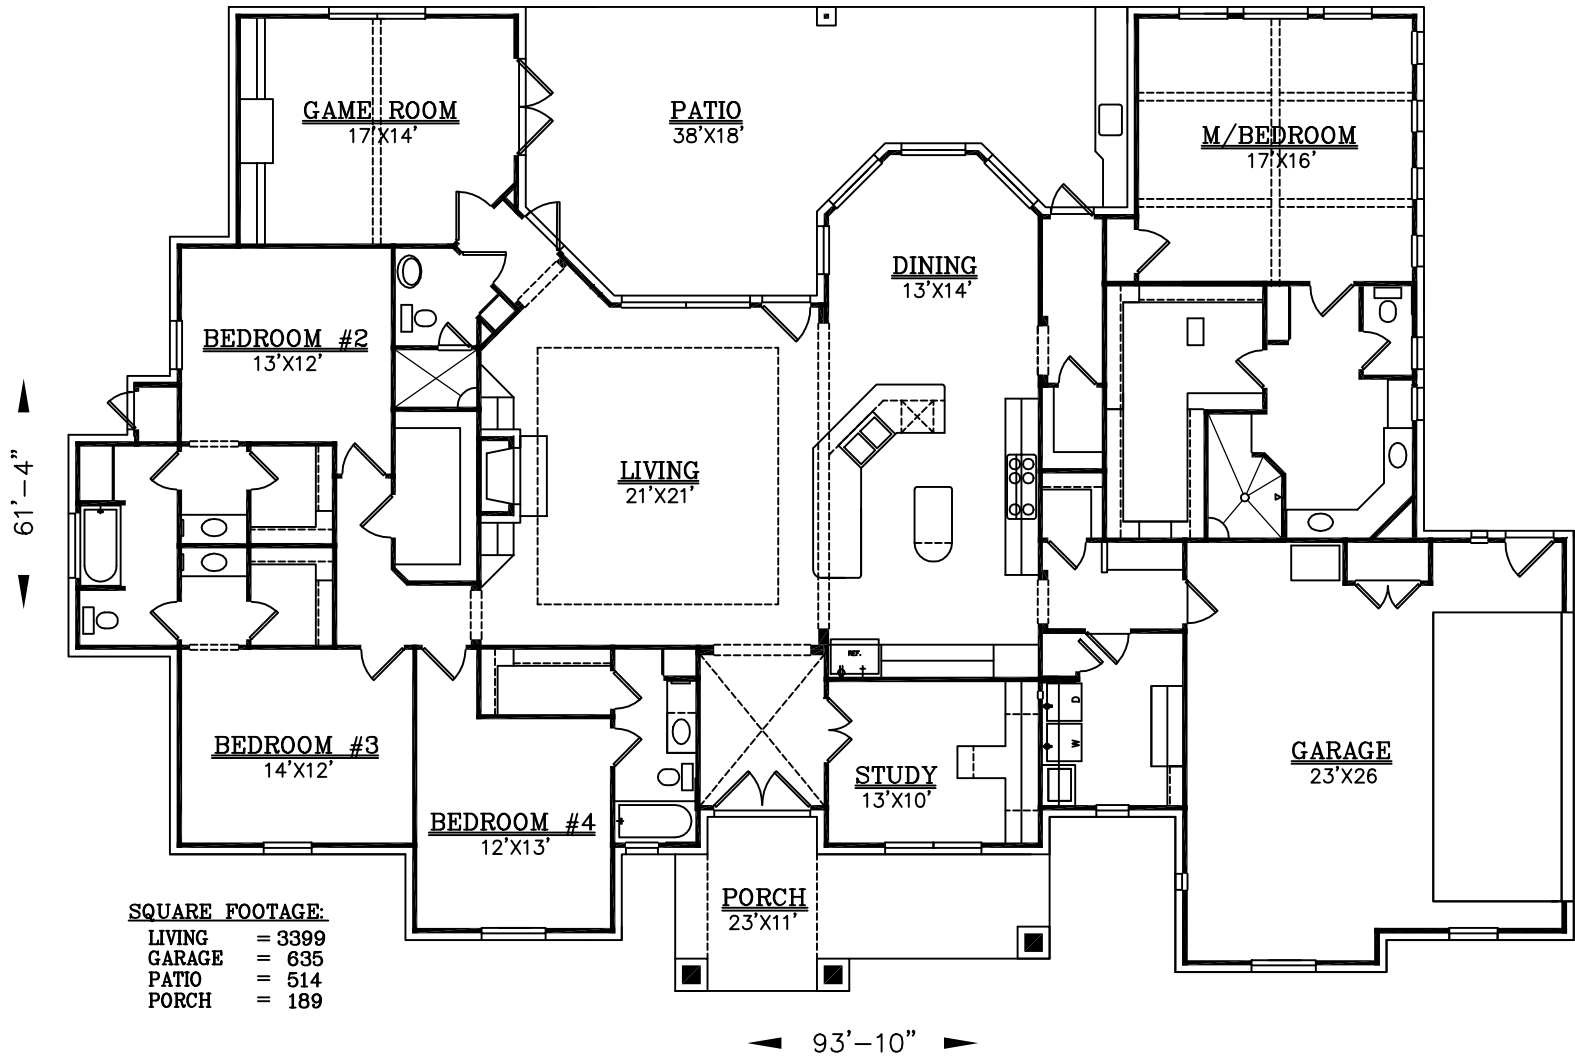 GAME ROOM
17'X14'
PATIO
38'X18'
M/BEDROOM
17'X16'
DINING
13'X14'
BEDROOM #2
13'X12'
LIVING
21'X21'
61'-4"
REF.
D
W
BEDROOM #3
14'X12'
BEDROOM #4
12'X13'
STUDY
13'X10'
GARAGE
23'X26
PORCH
23'X11'
SQUARE FOOTAGE:
LIVING = 3399
GARAGE = 635
PATIO = 514
PORCH = 189
93'-10"